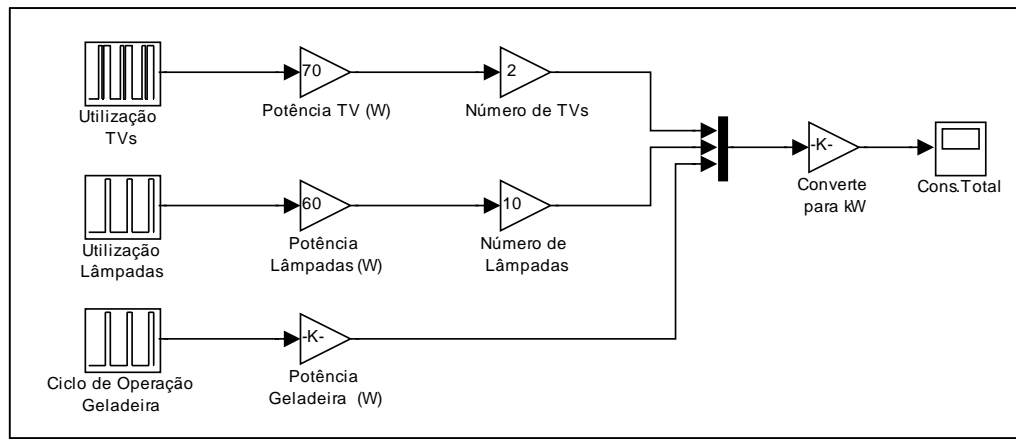 70
2
Utilização
TVs
Potência TV (W)
Número de TVs
-K-
Converte
para kW
Cons.Total
60
10
Utilização
Lâmpadas
Potência
Lâmpadas (W)
Número de
Lâmpadas
-K-
Ciclo de Operação
Geladeira
Potência
Geladeira (W)